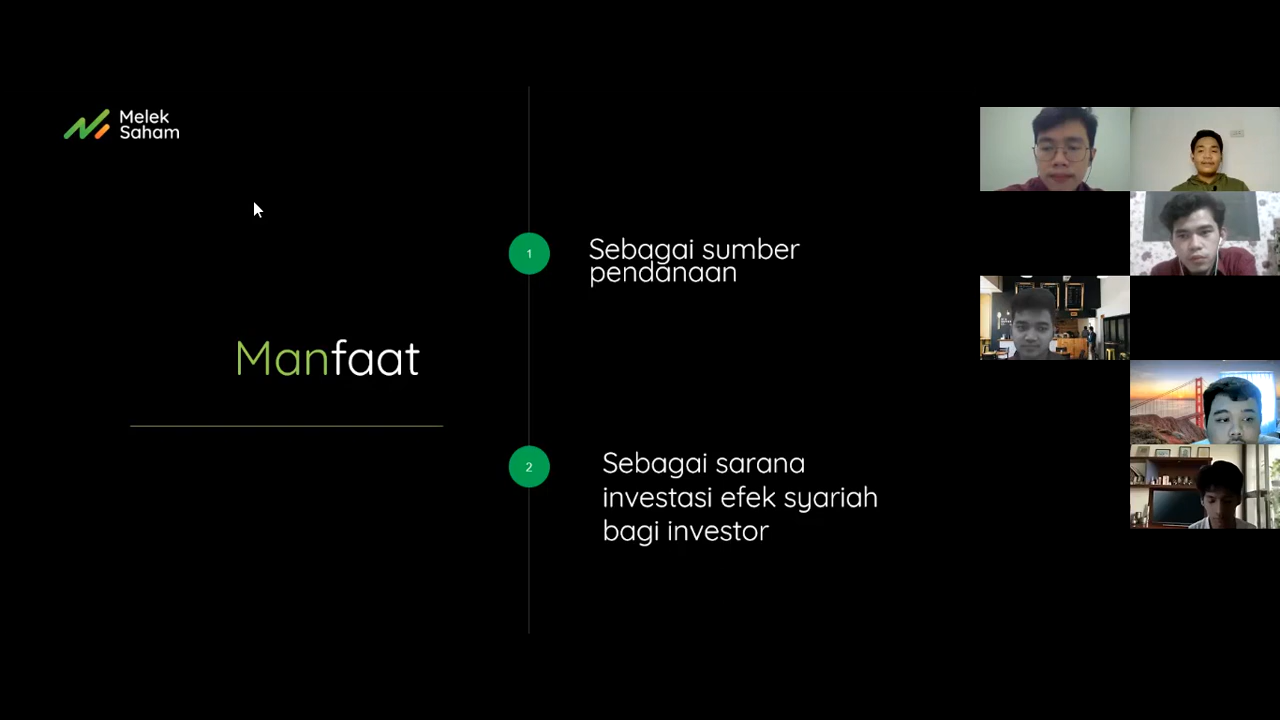 Melek
Saham
Manfaat
1
Sebagai sumber
pendanaan
2
Sebagai sarana
investasi efek syariah
bagi investor